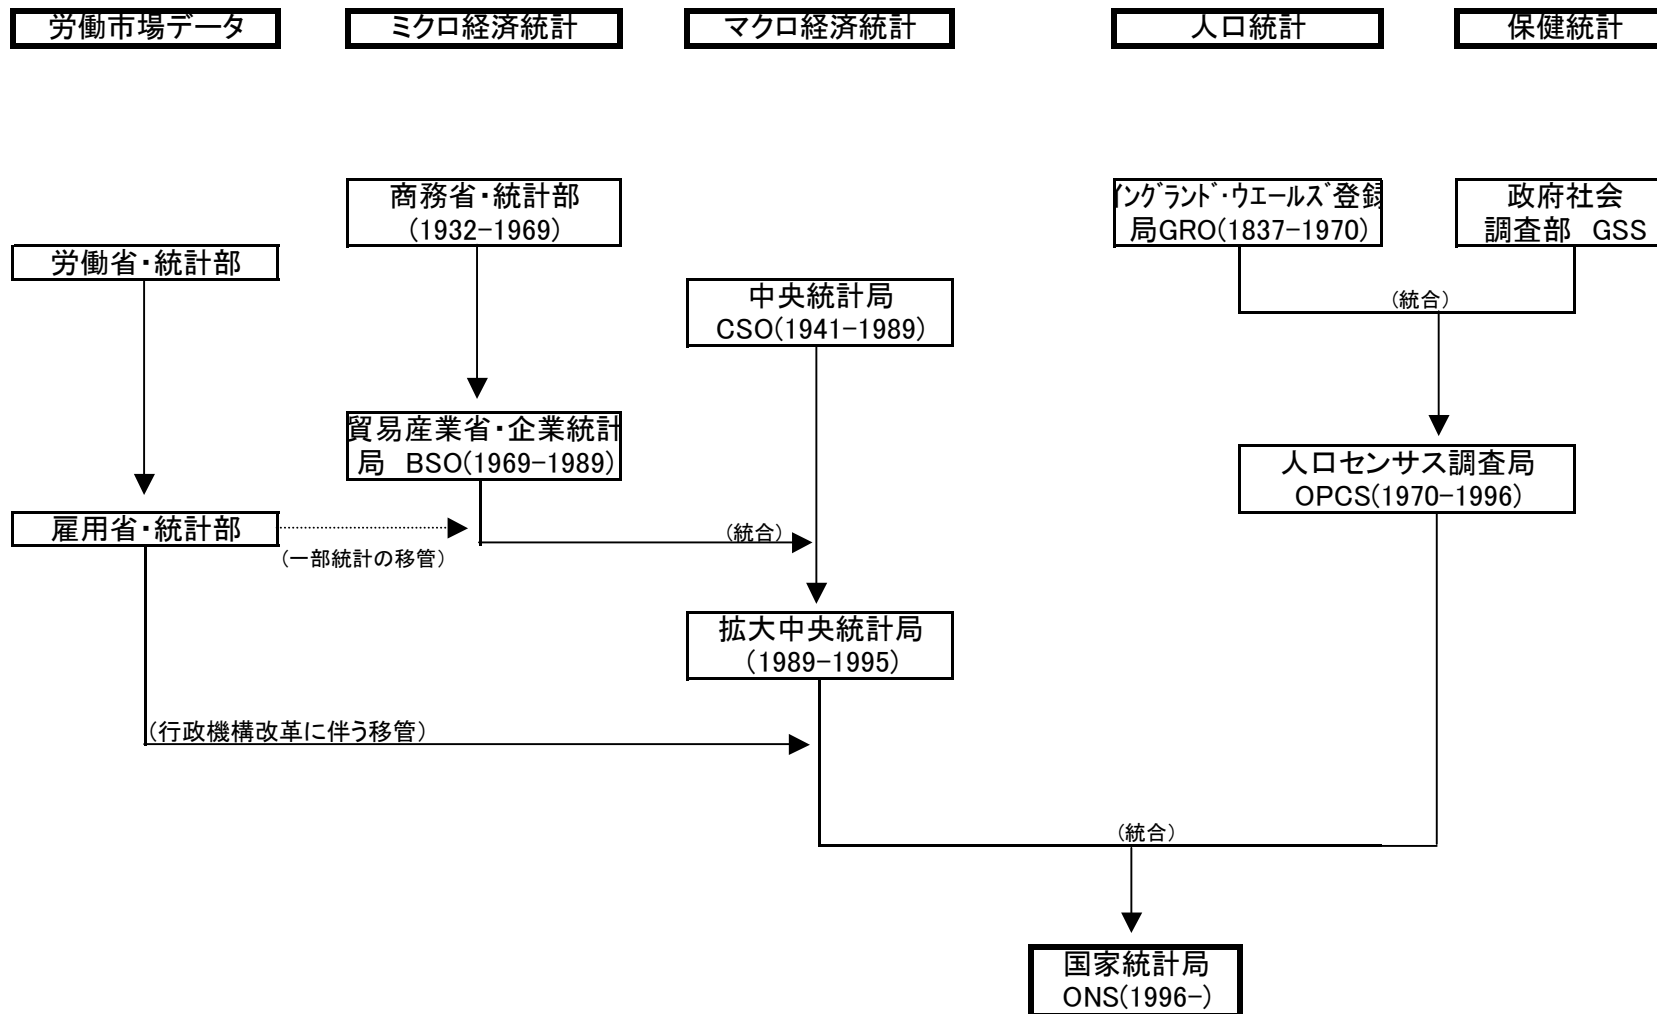 労働市場データ
ミクロ経済統計
マクロ経済統計
人口統計
保健統計
商務省・統計部
(1932-1969)
イングランド・ウエールズ登録
局GRO(1837-1970)
政府社会
調査部 GSS
労働省・統計部
中央統計局
CSO(1941-1989)
(統合)
貿易産業省・企業統計
局 BSO(1969-1989)
人口センサス調査局
OPCS(1970-1996)
雇用省・統計部
(一部統計の移管)
(統合)
拡大中央統計局
(1989-1995)
(行政機構改革に伴う移管)
(統合)
国家統計局
ONS(1996-)